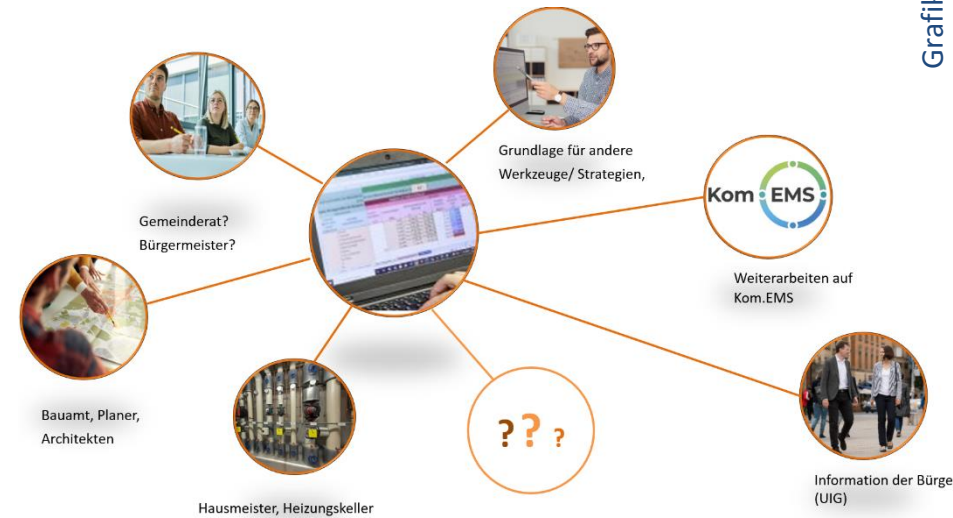 Grafik
Grundlage für andere
Werkzeuge/ Strategien,
Gemeinderat?
Bürgermeister?
Kom EMS
Weiterarbeiten auf
Kom.EMS
Bauamt, Planer,
Architekten
? ? ?
Hausmeister, Heizungskeller
Information der Bürge
(UIG)